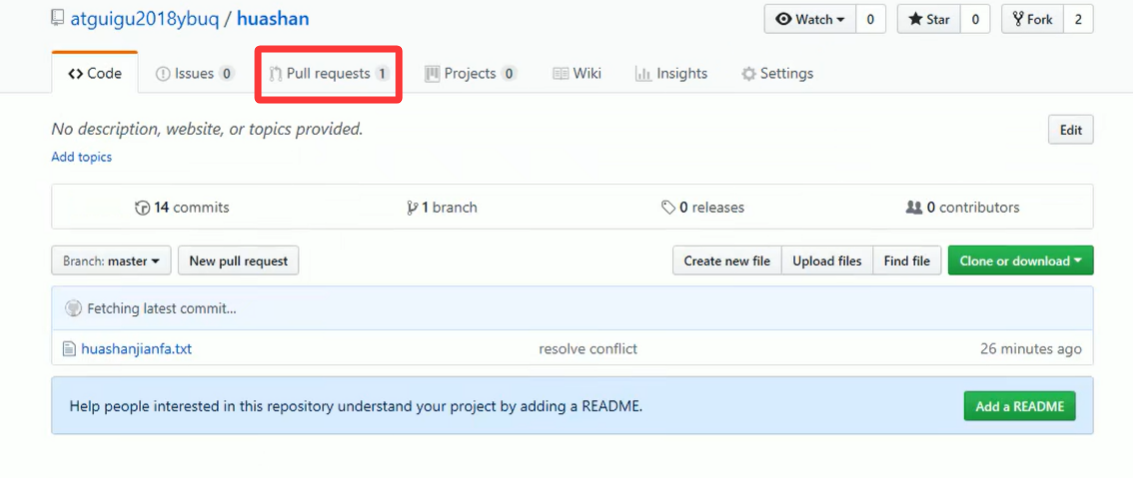 atguigu2018ybuq / huashan
Watch 0 Star 0 Fork 2
Code Issues 0 Pull requests 1 Projects 0 Wiki Insights Settings
No description, website, or topics provided. Edit
Add topics
14 commits 1 branch 0 releases 0 contributors
Branch: master New pull request Create new file Upload files Find file Clone or download
Fetching latest commit...
huashanjianfa.txt resolve conflict 26 minutes ago
Help people interested in this repository understand your project by adding a README. Add a README